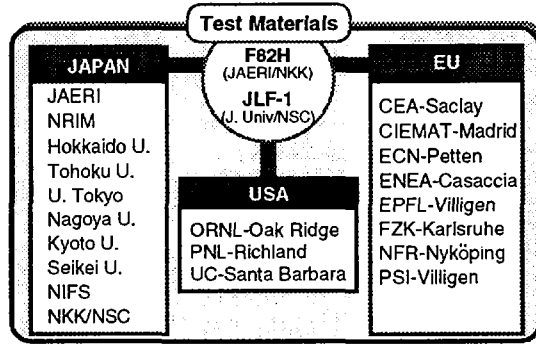 Test Materials
F82H
(JAERI/NKK)
JLF-1
(J. Univ/NSC)
JAPAN
JAERI
NRIM
Hokkaido U.
Tohoku U.
U. Tokyo
Nagoya U.
Kyoto U.
Seikei U.
NIFS
NKK/NSC
USA
ORNL-Oak Ridge
PNL-Richland
UC-Santa Barbara
EU
CEA-Saclay
CIEMAT-Madrid
ECN-Petten
ENEA-Casaccia
EPFL-Villigen
FZK-Karlsruhe
NFR-Nyköping
PSI-Villigen